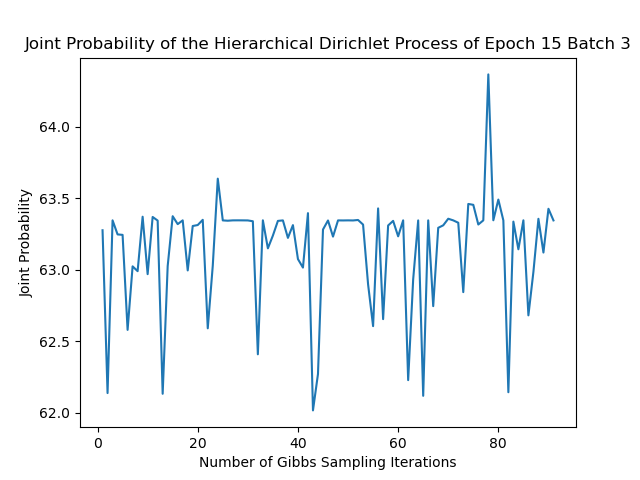 Joint Probability of the Hierarchical Dirichlet Process of Epoch 15 Batch 3
64.0
63.5
63.0
62.5
62.0
Joint Probability
0 20 40 60 80
Number of Gibbs Sampling Iterations